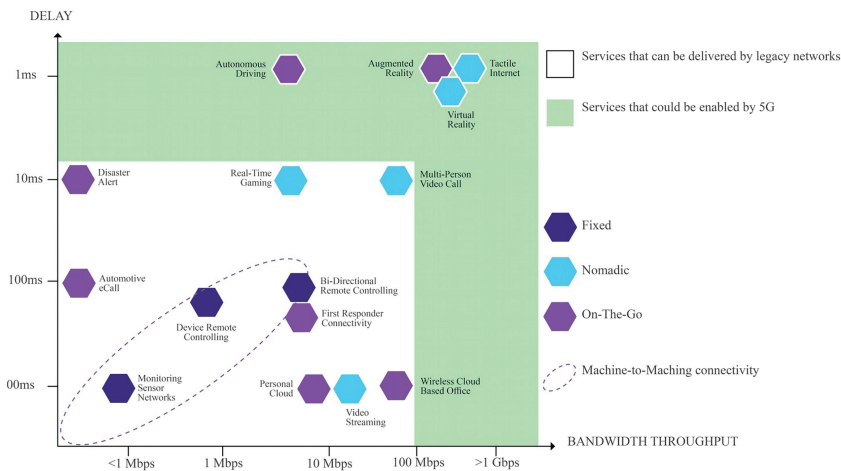 DELAY
1ms
10ms
100ms
00ms
Autonomous
Driving
Augmented
Reality
Tactile
Internet
Virtual
Reality
Disaster
Alert
Real-Time
Gaming
Multi-Person
Video Call
Automotive
eCall
Device Remote
Controlling
Bi-Directional
Remote Controlling
First Responder
Connectivity
Monitoring
Sensor
Networks
Personal
Cloud
Video
Streaming
Wireless Cloud
Based Office
<1 Mbps
1 Mbps
10 Mbps
100 Mbps
>1 Gbps
BANDWIDTH THROUGHPUT
Services that can be delivered by legacy networks
Services that could be enabled by 5G
Fixed
Nomadic
On-The-Go
Machine-to-Maching connectivity